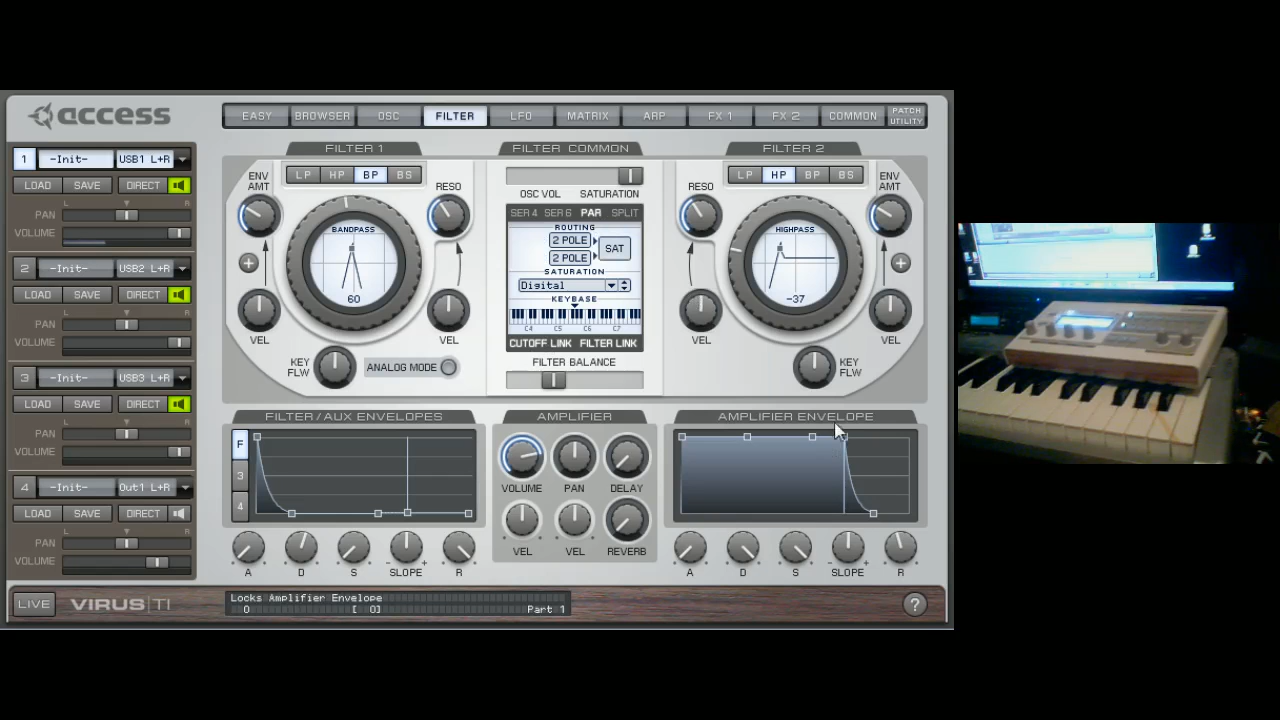 access
EASY BROWSER OSC FILTER LFO MATRIX ARP FX 1 FX 2 COMMON PATCH UTILITY
1 -Init- USB1 L+R
LOAD SAVE DIRECT
L R
PAN
VOLUME
2 -Init- USB2 L+R
LOAD SAVE DIRECT
PAN
VOLUME
3 -Init- USB3 L+R
LOAD SAVE DIRECT
L R
PAN
VOLUME
4 -Init- Out1 L+R
LOAD SAVE DIRECT
L R
PAN
VOLUME
FILTER 1
LP HP BP BS
ENV AMT
RESO
BANDPASS
60
VEL
VEL
KEY FLW
ANALOG MODE
FILTER COMMON
OSC VOL SATURATION
SER 4 SER 6 PAR SPLIT
ROUTING
2 POLE
2 POLE
SAT
SATURATION
Digital
KEYBASE
C4 C5 C6 C7
CUTOFF LINK FILTER LINK
FILTER BALANCE
FILTER 2
LP HP BP BS
RESO
ENV AMT
HIGHPASS
-37
VEL
VEL
KEY FLW
FILTER/AUX ENVELOPES
F
3
4
A D S SLOPE R
AMPLIFIER
VOLUME PAN DELAY
VEL VEL REVERB
AMPLIFIER ENVELOPE
A D S SLOPE R
LIVE VIRUS|TI
Locks Amplifier Envelope
0 [ 0] Part 1
?